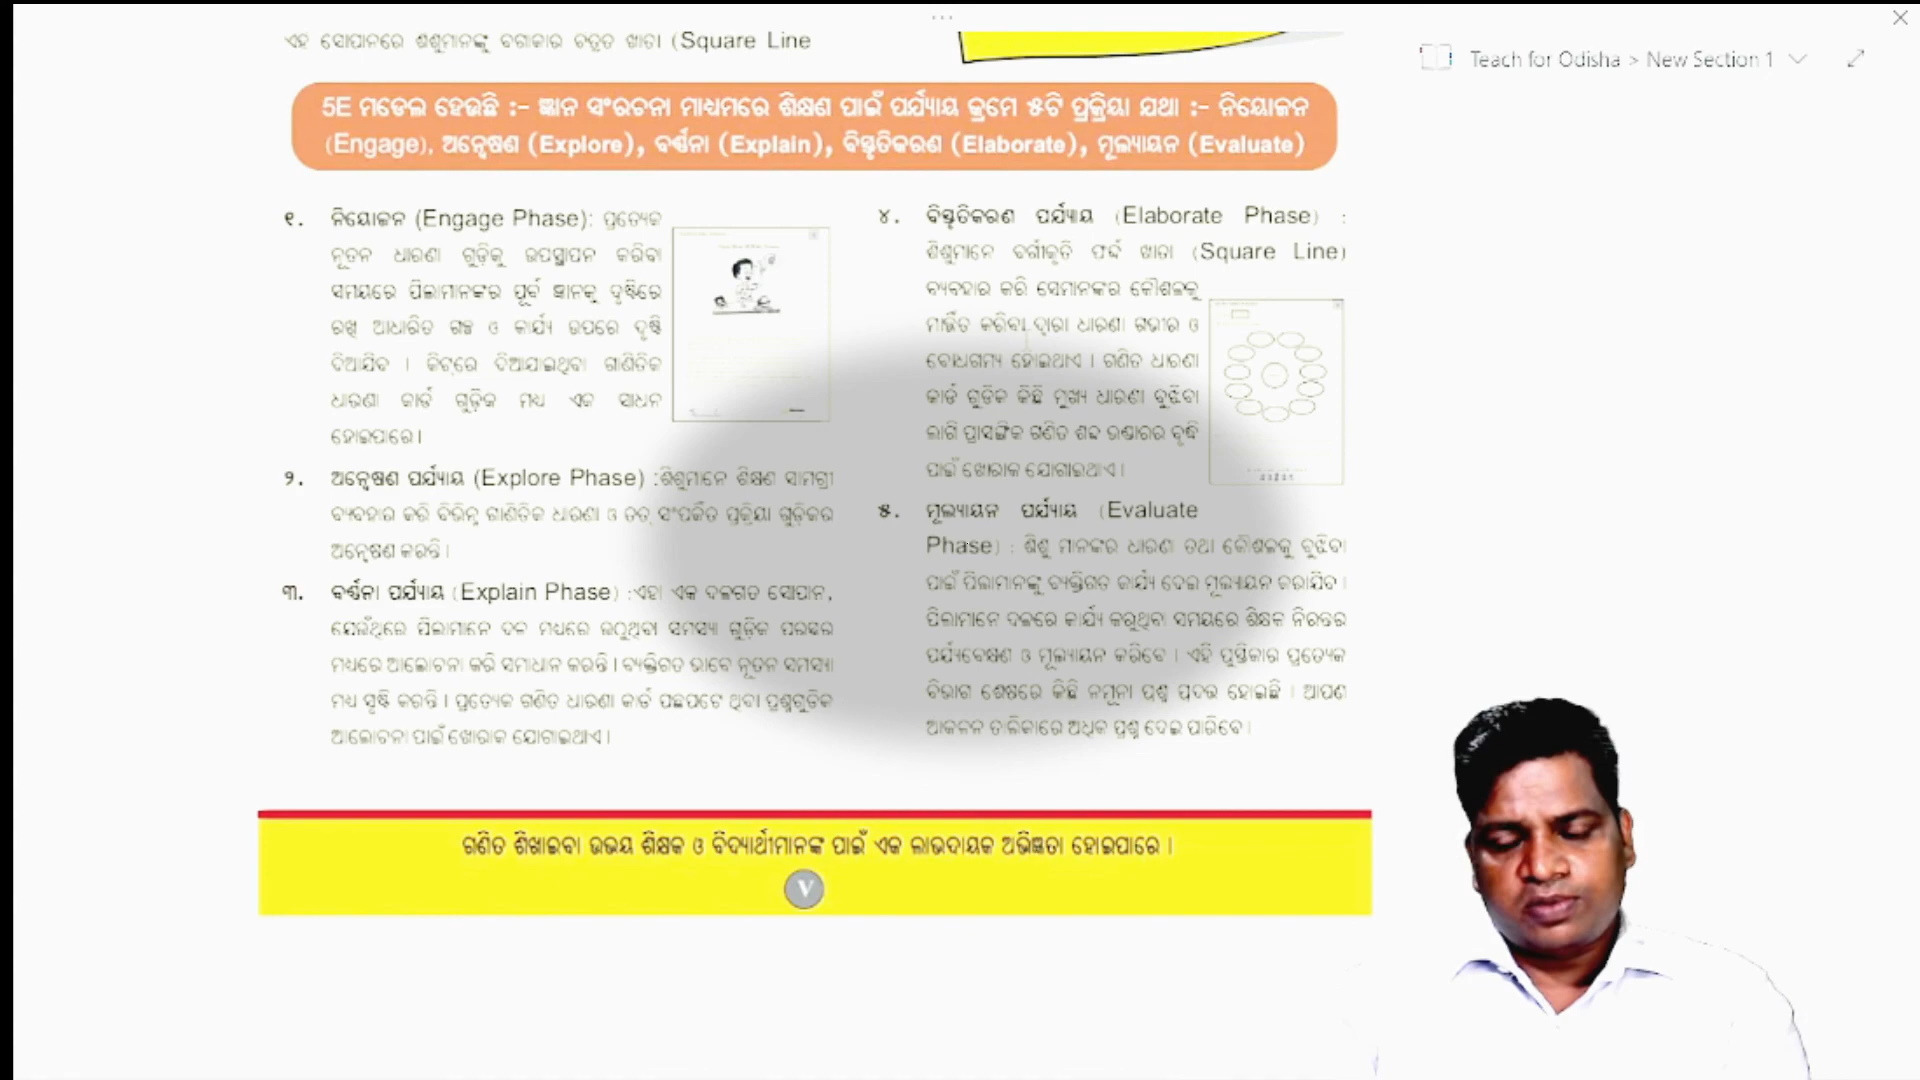 ଏହି ସୋପାନରେ ଶିଶୁମାନଙ୍କୁ ବର୍ଗାକାର ଖାତା (Square Line
Teach for Odisha > New Section 1
5E ମଡେଲ ହେଉଛି :- ଜ୍ଞାନ ସଂରଚନା ମାଧ୍ୟମରେ ଶିକ୍ଷଣ ପାଇଁ ପର୍ଯ୍ୟାୟ କ୍ରମେ ୫ଟି ପ୍ରକ୍ରିୟା ଯଥା :- ନିୟୋଜନ
(Engage), ଅନ୍ୱେଷଣ (Explore), ବର୍ଣ୍ଣନା (Explain), ବିସ୍ତୃତିକରଣ (Elaborate), ମୂଲ୍ୟାୟନ (Evaluate)
୧. ନିୟୋଜନ (Engage Phase): ପ୍ରତ୍ୟେକ
ନୂତନ ଧାରଣା ଗୁଡ଼ିକୁ ଉପସ୍ଥାପନ କରିବା
ସମୟରେ ପିଲାମାନଙ୍କର ପୂର୍ବ ଜ୍ଞାନକୁ ଦୃଷ୍ଟିରେ
ରଖି ଆଧାରିତ ଗଳ୍ପ ଓ କାର୍ଯ୍ୟ ଉପରେ ଦୃଷ୍ଟି
ଦିଆଯିବ । କିଟ୍‌ରେ ଦିଆଯାଇଥିବା ଗାଣିତିକ
ଧାରଣା କାର୍ଡ ଗୁଡ଼ିକ ମଧ୍ୟ ଏକ ସାଧନ
ହୋଇପାରେ ।
୨. ଅନ୍ୱେଷଣ ପର୍ଯ୍ୟାୟ (Explore Phase) :ଶିଶୁମାନେ ଶିକ୍ଷଣ ସାମଗ୍ରୀ
ବ୍ୟବହାର କରି ବିଭିନ୍ନ ଗାଣିତିକ ଧାରଣା ଓ ତତ୍ ସଂପର୍କିତ ପ୍ରକ୍ରିୟା ଗୁଡ଼ିକର
ଅନ୍ୱେଷଣ କରନ୍ତି ।
୩. ବର୍ଣ୍ଣନା ପର୍ଯ୍ୟାୟ (Explain Phase) :ଏହା ଏକ ଦଳଗତ ସୋପାନ,
ଯେଉଁଥିରେ ପିଲାମାନେ ଦଳ ମଧ୍ୟରେ ଉଠୁଥିବା ସମସ୍ୟା ଗୁଡ଼ିକ ପରସ୍ପର
ମଧ୍ୟରେ ଆଲୋଚନା କରି ସମାଧାନ କରନ୍ତି । ବ୍ୟକ୍ତିଗତ ଭାବେ ନୂତନ ସମସ୍ୟା
ମଧ୍ୟ ସୃଷ୍ଟି କରନ୍ତି । ପ୍ରତ୍ୟେକ ଗଣିତ ଧାରଣା କାର୍ଡ ପଛପଟେ ଥିବା ପ୍ରଶ୍ନଗୁଡ଼ିକ
ଆଲୋଚନା ପାଇଁ ଖୋରାକ ଯୋଗାଇଥାଏ ।
୪. ବିସ୍ତୃତିକରଣ ପର୍ଯ୍ୟାୟ (Elaborate Phase) :
ଶିଶୁମାନେ ବର୍ଗୀକୃତି ଫର୍ଦ୍ଦ ଖାତା (Square Line)
ବ୍ୟବହାର କରି ସେମାନଙ୍କର କୌଶଳକୁ
ମାର୍ଜିତ କରିବା ଦ୍ୱାରା ଧାରଣା ଗଭୀର ଓ
ବୋଧଗମ୍ୟ ହୋଇଥାଏ । ଗଣିତ ଧାରଣା
କାର୍ଡ ଗୁଡ଼ିକ କିଛି ମୁଖ୍ୟ ଧାରଣା ବୁଝିବା
ଲାଗି ପ୍ରାସଙ୍ଗିକ ଗଣିତ ଶବ୍ଦ ଭଣ୍ଡାରର ବୃଦ୍ଧି
ପାଇଁ ଖୋରାକ ଯୋଗାଇଥାଏ ।
୫. ମୂଲ୍ୟାୟନ ପର୍ଯ୍ୟାୟ (Evaluate
Phase) : ଶିଶୁ ମାନଙ୍କର ଧାରଣା ତଥା କୌଶଳକୁ ବୁଝିବା
ପାଇଁ ପିଲାମାନଙ୍କୁ ବ୍ୟକ୍ତିଗତ କାର୍ଯ୍ୟ ଦେଇ ମୂଲ୍ୟାୟନ କରାଯିବ ।
ପିଲାମାନେ ଦଳରେ କାର୍ଯ୍ୟ କରୁଥିବା ସମୟରେ ଶିକ୍ଷକ ନିରନ୍ତର
ପର୍ଯ୍ୟବେକ୍ଷଣ ଓ ମୂଲ୍ୟାୟନ କରିବେ । ଏହି ପୁସ୍ତିକାର ପ୍ରତ୍ୟେକ
ବିଭାଗ ଶେଷରେ କିଛି ନମୁନା ପ୍ରଶ୍ନ ପ୍ରଦତ୍ତ ହୋଇଛି । ଆପଣ
ଆକଳନ ତାଲିକାରେ ଅଧିକ ପ୍ରଶ୍ନ ଦେଇ ପାରିବେ ।
ଗଣିତ ଶିଖାଇବା ଉଭୟ ଶିକ୍ଷକ ଓ ବିଦ୍ୟାର୍ଥୀମାନଙ୍କ ପାଇଁ ଏକ ଲାଭଦାୟକ ଅଭିଜ୍ଞତା ହୋଇପାରେ ।
V